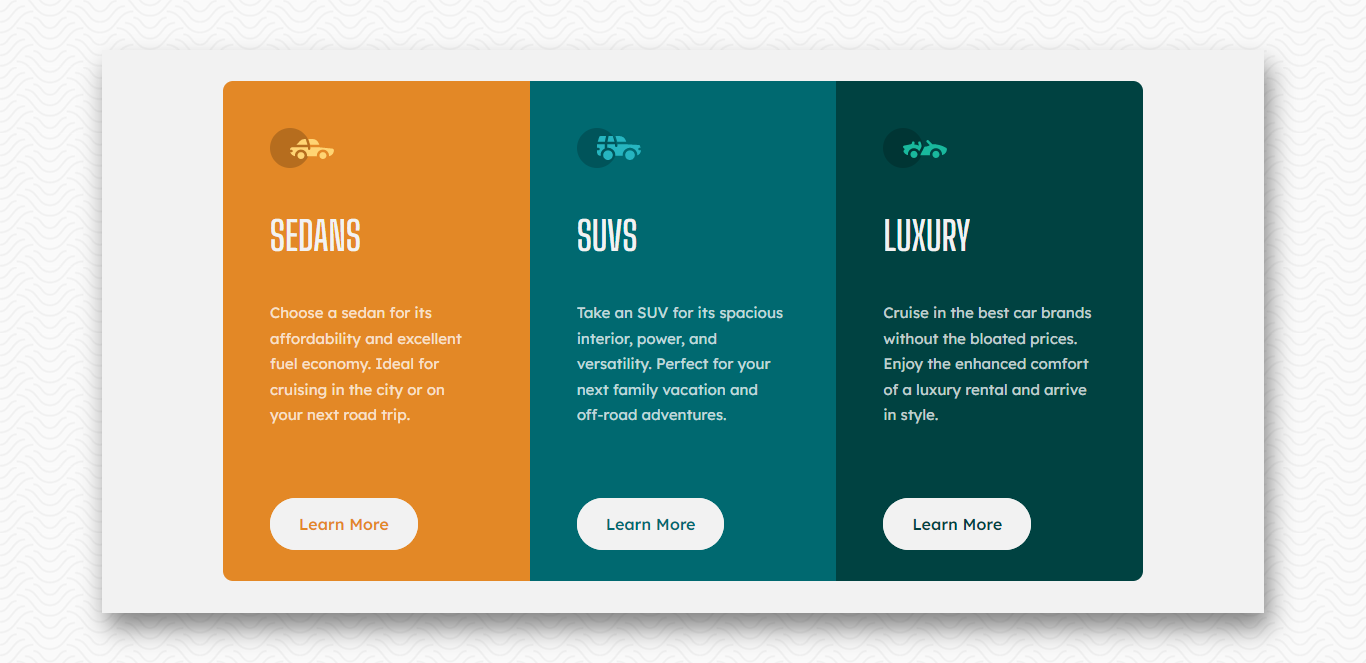 SEDANS
Choose a sedan for its
affordability and excellent
fuel economy. Ideal for
cruising in the city or on
your next road trip.
Learn More
SUVS
Take an SUV for its spacious
interior, power, and
versatility. Perfect for your
next family vacation and
off-road adventures.
Learn More
LUXURY
Cruise in the best car brands
without the bloated prices.
Enjoy the enhanced comfort
of a luxury rental and arrive
in style.
Learn More